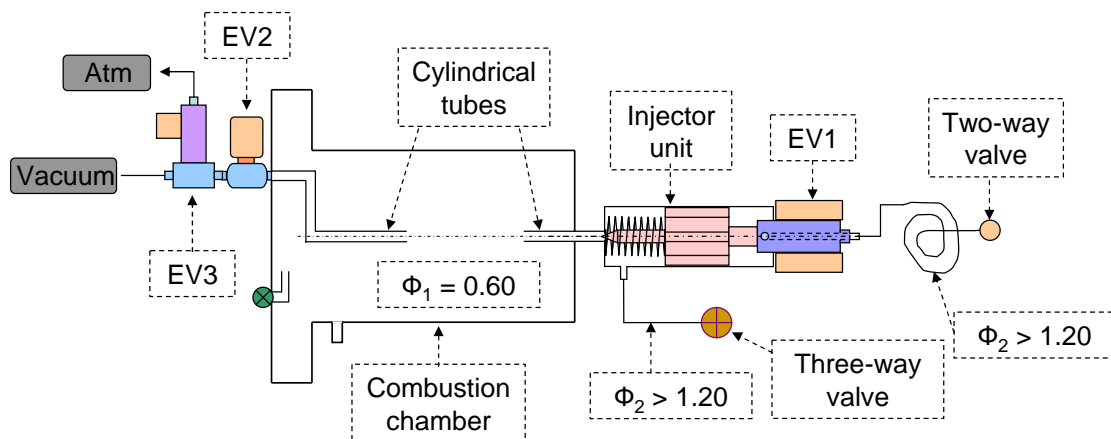 EV2
Atm
Cylindrical
tubes
Injector
unit
EV1
Two-way
valve
Vacuum
EV3
Φ₁ = 0.60
Φ₂ > 1.20
Combustion
chamber
Φ₂ > 1.20
Three-way
valve